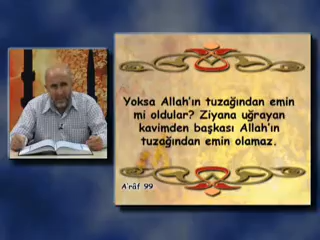 Yoksa Allah'ın tuzağından emin
mi oldular? Ziyana uğrayan
kavimden başkası Allah'ın
tuzağından emin olamaz.
A'râf 99